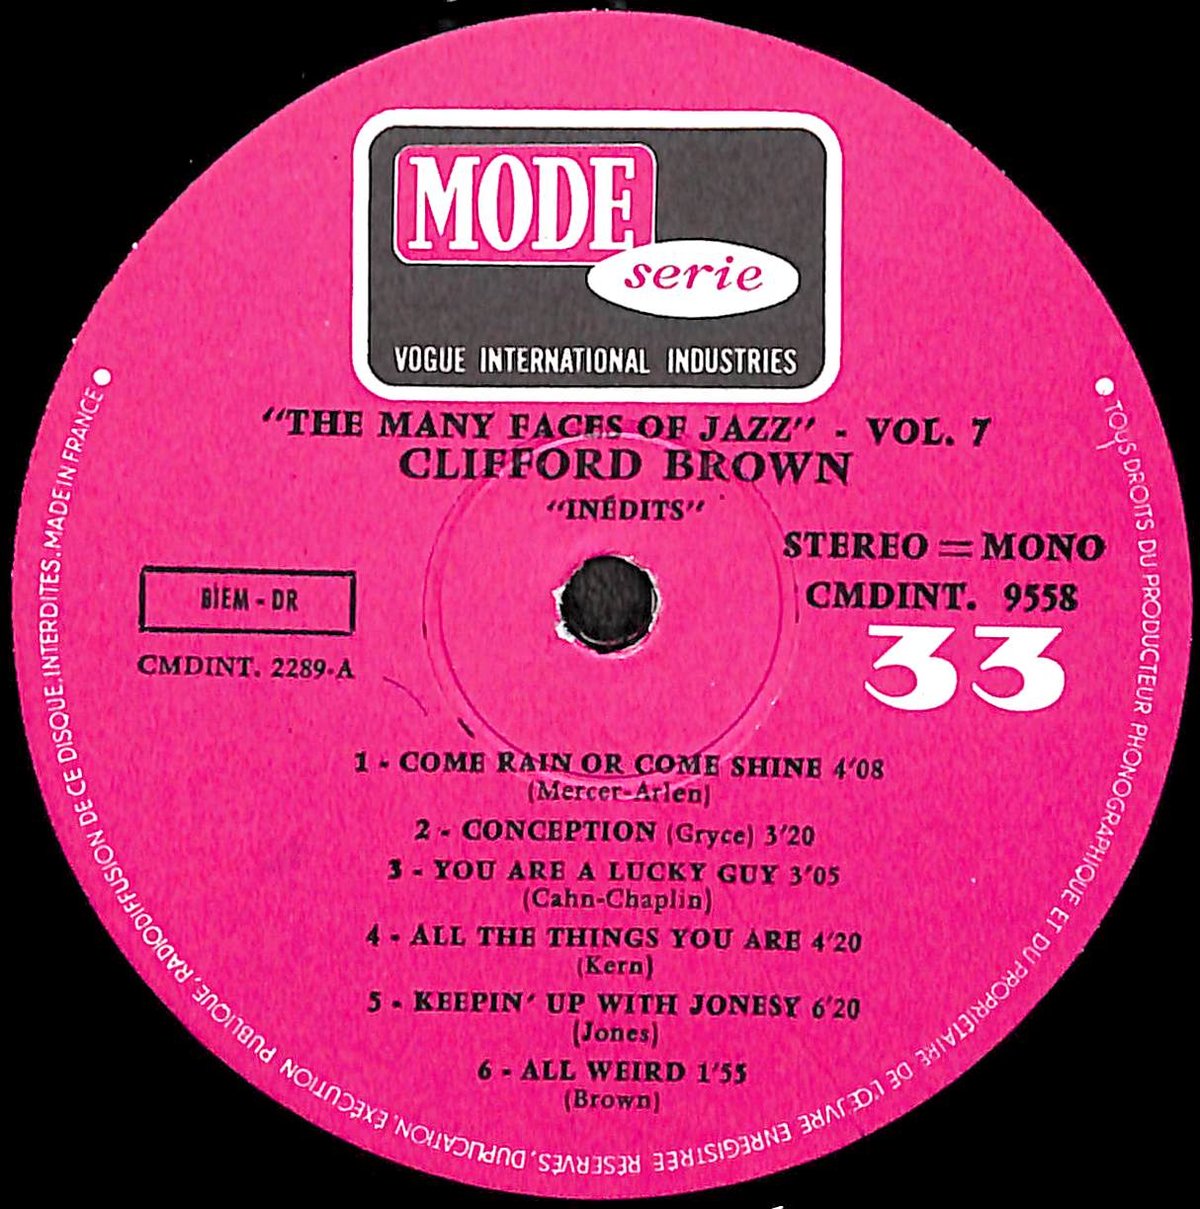 MODE
serie
VOGUE INTERNATIONAL INDUSTRIES
"THE MANY FACES OF JAZZ" - VOL. 7
CLIFFORD BROWN
"INÉDITS"
STEREO = MONO
CMDINT. 9558
33
BIEM - DR
CMDINT. 2289-A
1 - COME RAIN OR COME SHINE 4'08
(Mercer-Arlen)
2 - CONCEPTION (Gryce) 3'20
3 - YOU ARE A LUCKY GUY 3'05
(Cahn-Chaplin)
4 - ALL THE THINGS YOU ARE 4'20
(Kern)
5 - KEEPIN' UP WITH JONESY 6'20
(Jones)
6 - ALL WEIRD 1'55
(Brown)
● TOUS DROITS DU PRODUCTEUR PHONOGRAPHIQUE ET DU PROPRIÉTAIRE DE L'ŒUVRE ENREGISTRÉE RÉSERVÉS. DUPLICATION, EXÉCUTION PUBLIQUE, RADIODIFFUSION DE CE DISQUE, INTERDITES. MADE IN FRANCE ●